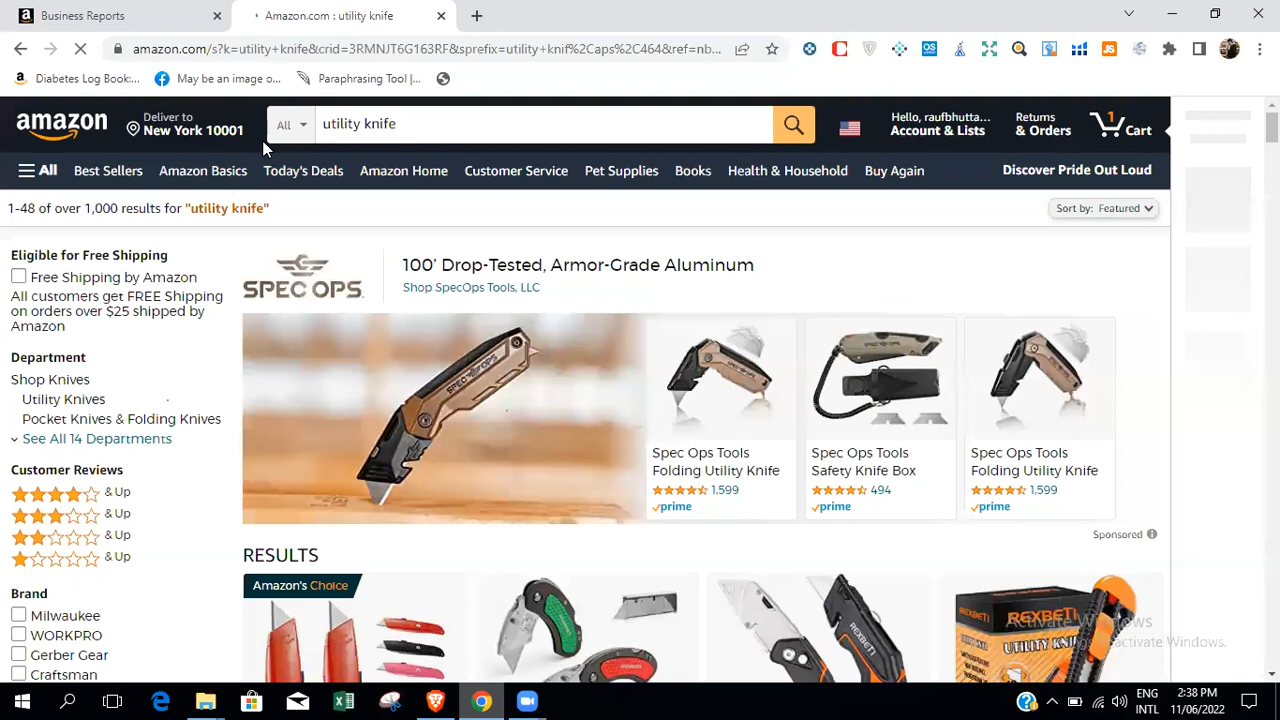 Business Reports
Amazon.com : utility knife
amazon.com/s?k=utility+knife&crid=3RMNJT6G163RF&sprefix=utility+knif%2Caps%2C464&ref=nb...
Diabetes Log Book:...
May be an image o...
Paraphrasing Tool |...
amazon
Deliver to
New York 10001
All
utility knife
Hello, raufbhutta...
Account & Lists
Returns
& Orders
1
Cart
All
Best Sellers
Amazon Basics
Today's Deals
Amazon Home
Customer Service
Pet Supplies
Books
Health & Household
Buy Again
Discover Pride Out Loud
1-48 of over 1,000 results for "utility knife"
Sort by: Featured
Eligible for Free Shipping
Free Shipping by Amazon
All customers get FREE Shipping
on orders over $25 shipped by
Amazon
Department
Shop Knives
Utility Knives
Pocket Knives & Folding Knives
See All 14 Departments
Customer Reviews
& Up
& Up
& Up
& Up
Brand
Milwaukee
WORKPRO
Gerber Gear
Craftsman
SPEC OPS
100' Drop-Tested, Armor-Grade Aluminum
Shop SpecOps Tools, LLC
SPEC OPS
Spec Ops Tools
Folding Utility Knife
1,599
prime
Spec Ops Tools
Safety Knife Box
494
prime
Spec Ops Tools
Folding Utility Knife
1,599
prime
Sponsored
RESULTS
Amazon's Choice
REXBETI
REXBETI
UTILITY KNI
Activate Windows
activate Windows.
ENG
INTL
2:38 PM
11/06/2022